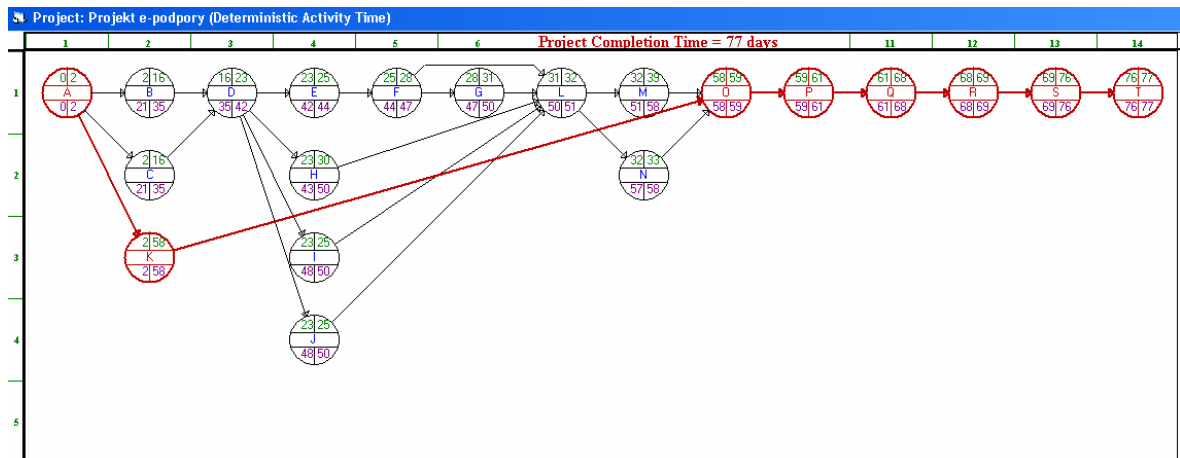 Project: Projekt e-podpory (Deterministic Activity Time)
1 2 3 4 5 6 Project Completion Time = 77 days 11 12 13 14
1
0 2 2 16 16 23 23 25 25 28 28 31 31 32 32 39 58 59 59 61 61 68 68 69 69 76 76 77
A B D E F G L M O P Q R S T
0 2 21 35 35 42 42 44 44 47 47 50 50 51 51 58 58 59 59 61 61 68 68 69 69 76 76 77
2
2 16 23 30 32 33
C H N
21 35 43 50 57 58
3
2 58 23 25
K I
2 58 48 50
4
23 25
J
48 50
5